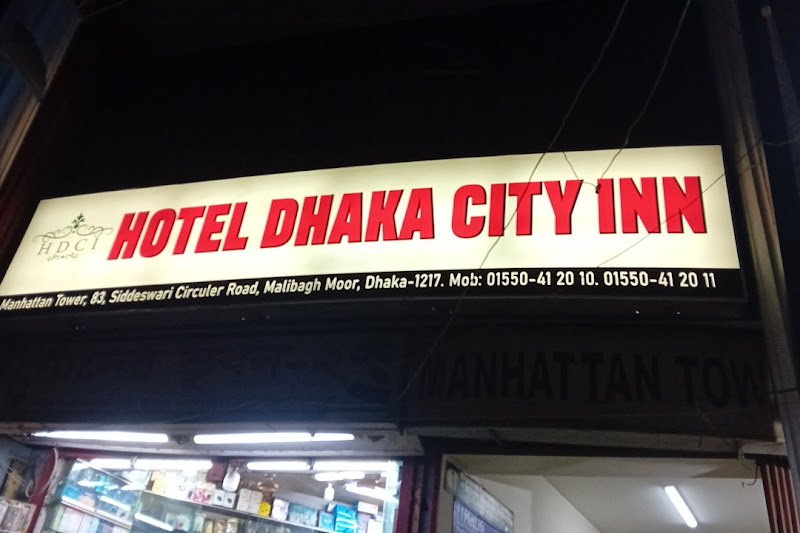 HDCI
HOTEL DHAKA CITY INN
Manhattan Tower, 83, Siddeswari Circuler Road, Malibagh Moor, Dhaka-1217. Mob: 01550-41 20 10. 01550-41 20 11
MANHATTAN TOW